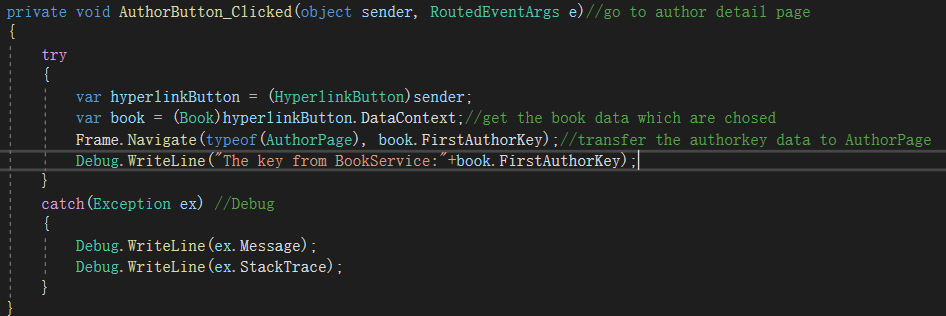 private void AuthorButton_Clicked(object sender, RoutedEventArgs e)//go to author detail page
{
try
{
var hyperlinkButton = (HyperlinkButton)sender;
var book = (Book)hyperlinkButton.DataContext;//get the book data which are chosed
Frame.Navigate(typeof(AuthorPage), book.FirstAuthorKey);//transfer the authorkey data to AuthorPage
Debug.WriteLine("The key from BookService:"+book.FirstAuthorKey);
}
catch(Exception ex) //Debug
{
Debug.WriteLine(ex.Message);
Debug.WriteLine(ex.StackTrace);
}
}